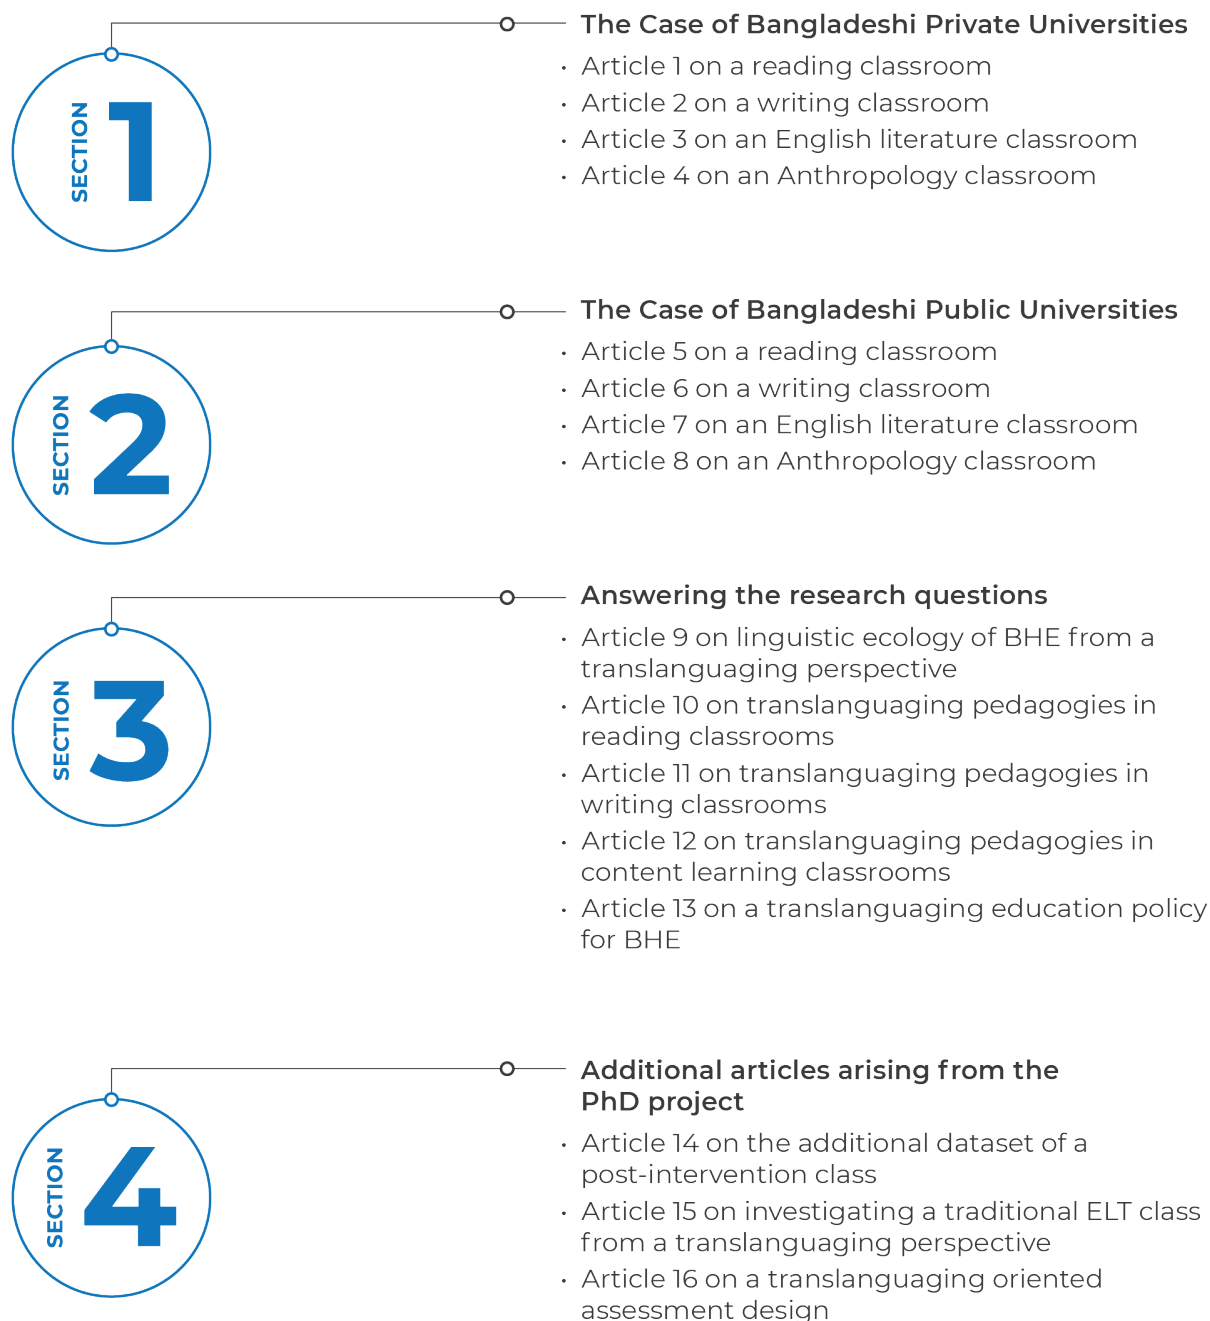 The Case of Bangladeshi Private Universities
SECTION 1
· Article 1 on a reading classroom
· Article 2 on a writing classroom
· Article 3 on an English literature classroom
· Article 4 on an Anthropology classroom
The Case of Bangladeshi Public Universities
SECTION 2
· Article 5 on a reading classroom
· Article 6 on a writing classroom
· Article 7 on an English literature classroom
· Article 8 on an Anthropology classroom
Answering the research questions
SECTION 3
· Article 9 on linguistic ecology of BHE from a
translanguaging perspective
· Article 10 on translanguaging pedagogies in
reading classrooms
· Article 11 on translanguaging pedagogies in
writing classrooms
· Article 12 on translanguaging pedagogies in
content learning classrooms
· Article 13 on a translanguaging education policy
for BHE
Additional articles arising from the
PhD project
SECTION 4
· Article 14 on the additional dataset of a
post-intervention class
· Article 15 on investigating a traditional ELT class
from a translanguaging perspective
· Article 16 on a translanguaging oriented
assessment design